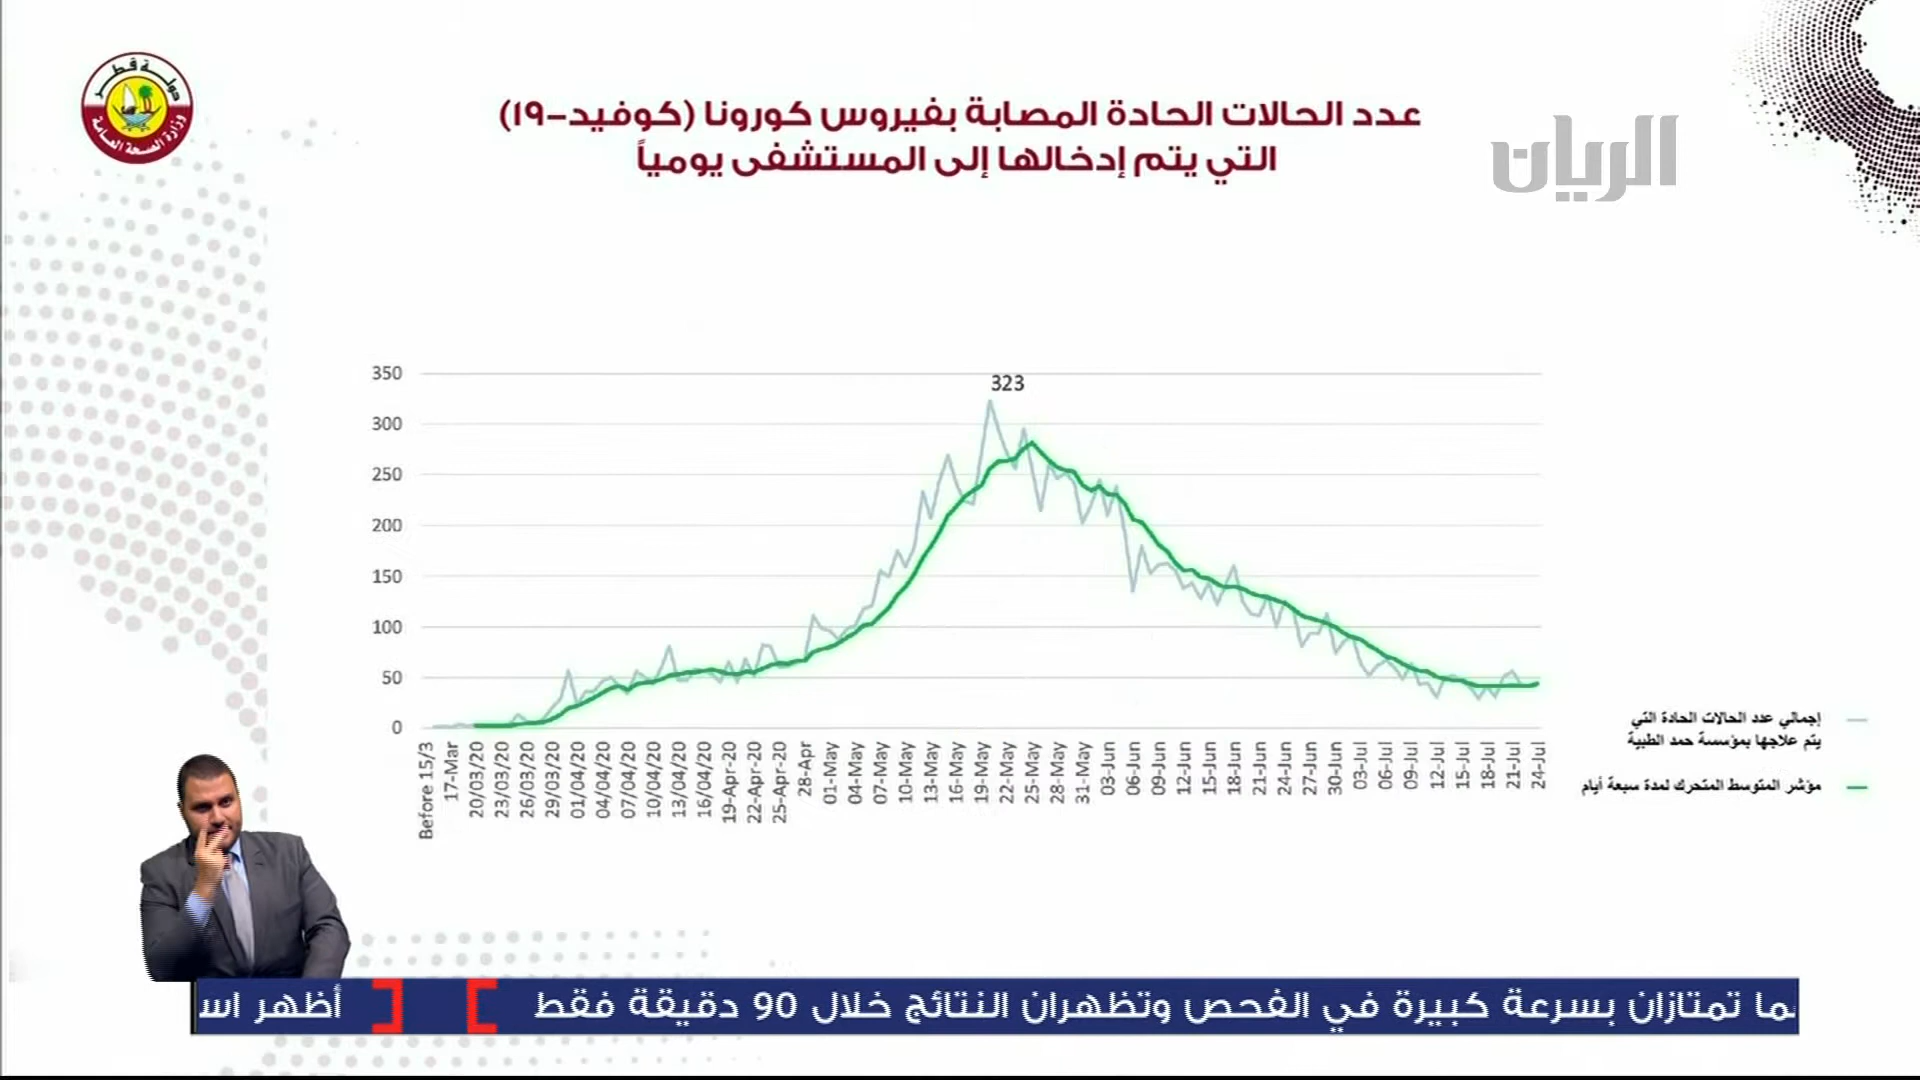 دولة قطر
وزارة الصحة العامة
عدد الحالات الحادة المصابة بفيروس كورونا (كوفيد-١٩)
التي يتم إدخالها إلى المستشفى يومياً
الريان
350
300
250
200
150
100
50
0
323
Before 15/3
17-Mar
20/03/20
23/03/20
26/03/20
29/03/20
01/04/20
04/04/20
07/04/20
10/04/20
13/04/20
16/04/20
19-Apr-20
22-Apr-20
25-Apr-20
28-Apr
01-May
04-May
07-May
10-May
13-May
16-May
19-May
22-May
25-May
28-May
31-May
03-Jun
06-Jun
09-Jun
12-Jun
15-Jun
18-Jun
21-Jun
24-Jun
27-Jun
30-Jun
03-Jul
06-Jul
09-Jul
12-Jul
15-Jul
18-Jul
21-Jul
24-Jul
إجمالي عدد الحالات الحادة التي
يتم علاجها بمؤسسة حمد الطبية
مؤشر المتوسط المتحرك لمدة سبعة أيام
تمتازان بسرعة كبيرة في الفحص وتظهران النتائج خلال 90 دقيقة فقط ][ أظهر